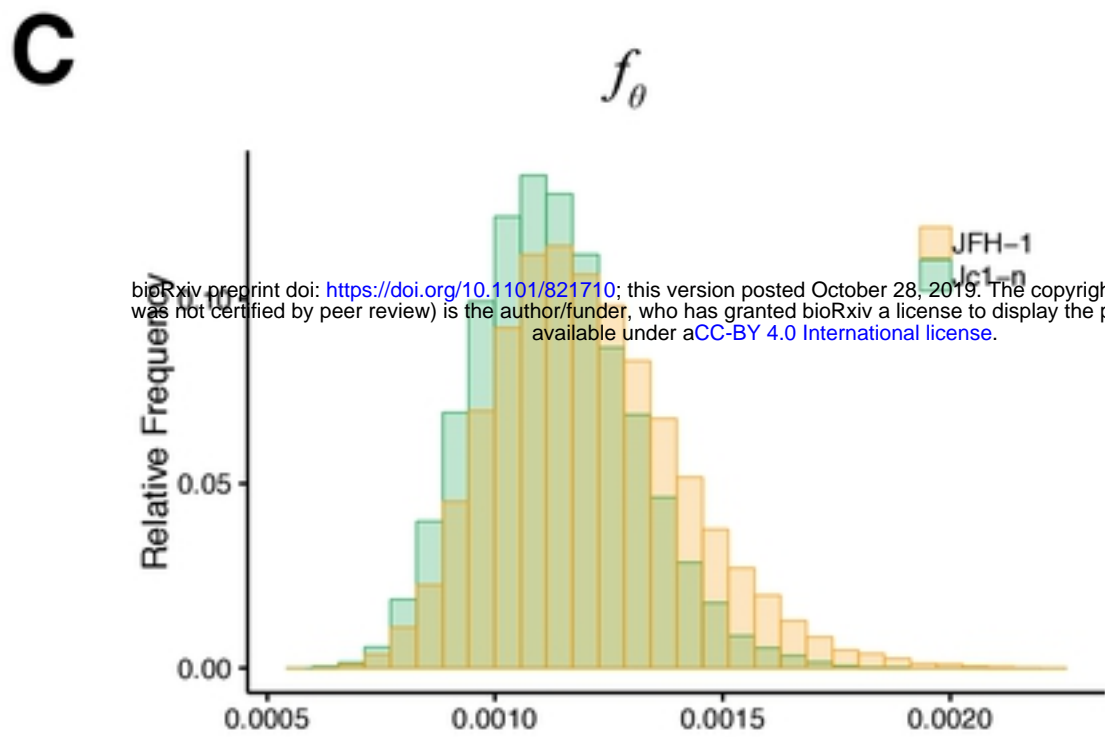 C
fθ
JFH−1
Jc1−n
bioRxiv preprint doi: https://doi.org/10.1101/821710; this version posted October 28, 2019. The copyrigh
was not certified by peer review) is the author/funder, who has granted bioRxiv a license to display the p
available under aCC-BY 4.0 International license.
Relative Frequency
0.10
0.05
0.00
0.0005 0.0010 0.0015 0.0020